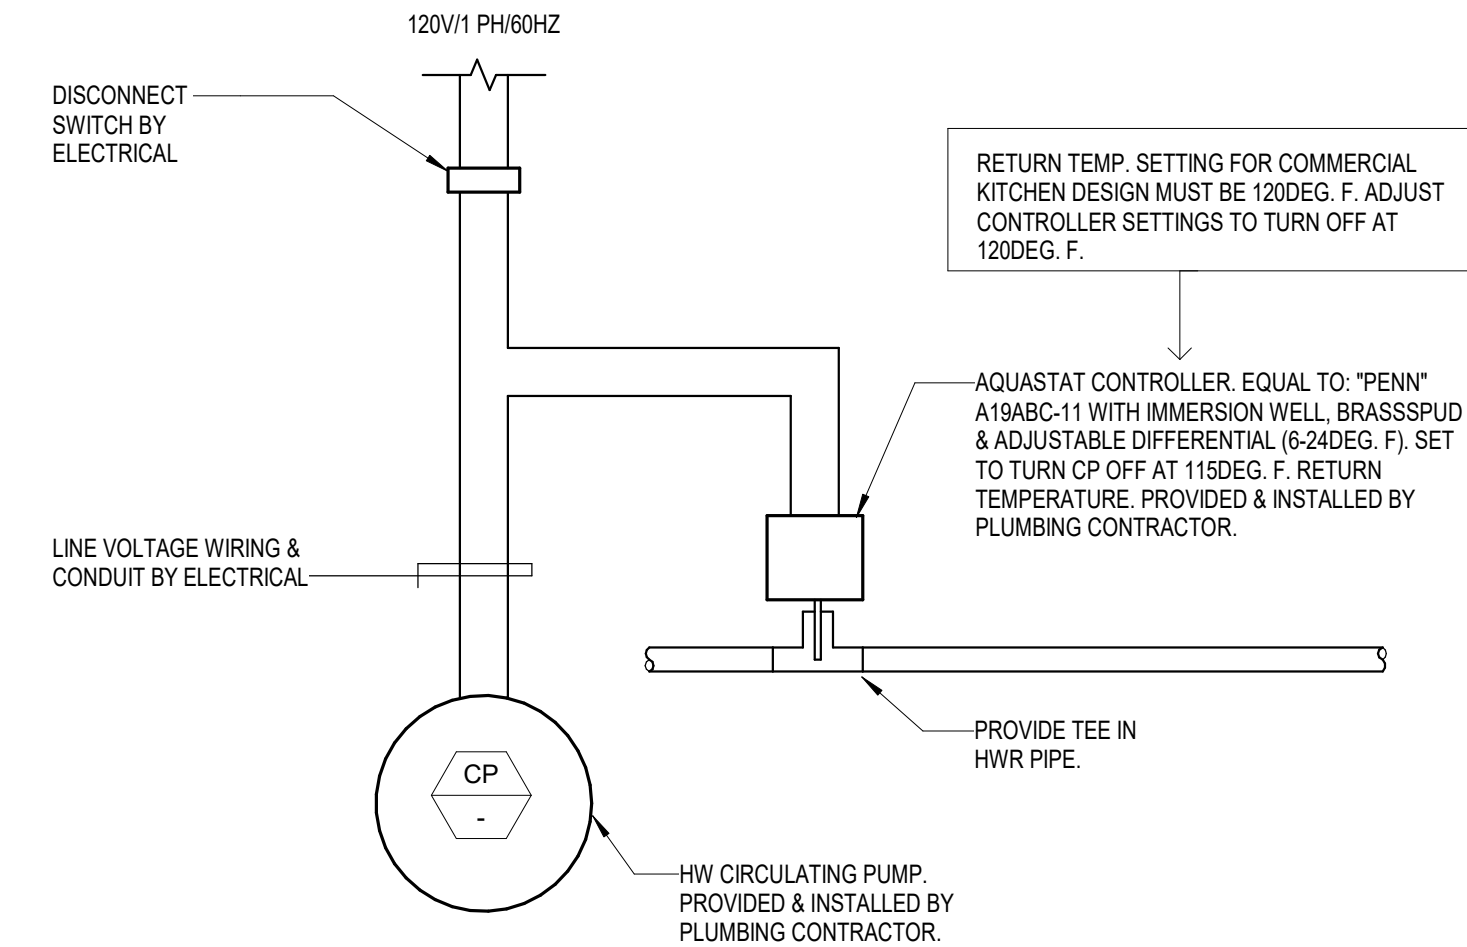 120V/1 PH/60HZ
DISCONNECT
SWITCH BY
ELECTRICAL
RETURN TEMP. SETTING FOR COMMERCIAL
KITCHEN DESIGN MUST BE 120DEG. F. ADJUST
CONTROLLER SETTINGS TO TURN OFF AT
120DEG. F.
AQUASTAT CONTROLLER. EQUAL TO: "PENN"
A19ABC-11 WITH IMMERSION WELL, BRASSSPUD
& ADJUSTABLE DIFFERENTIAL (6-24DEG. F). SET
TO TURN CP OFF AT 115DEG. F. RETURN
TEMPERATURE. PROVIDED & INSTALLED BY
PLUMBING CONTRACTOR.
LINE VOLTAGE WIRING &
CONDUIT BY ELECTRICAL
PROVIDE TEE IN
HWR PIPE.
CP
-
HW CIRCULATING PUMP.
PROVIDED & INSTALLED BY
PLUMBING CONTRACTOR.